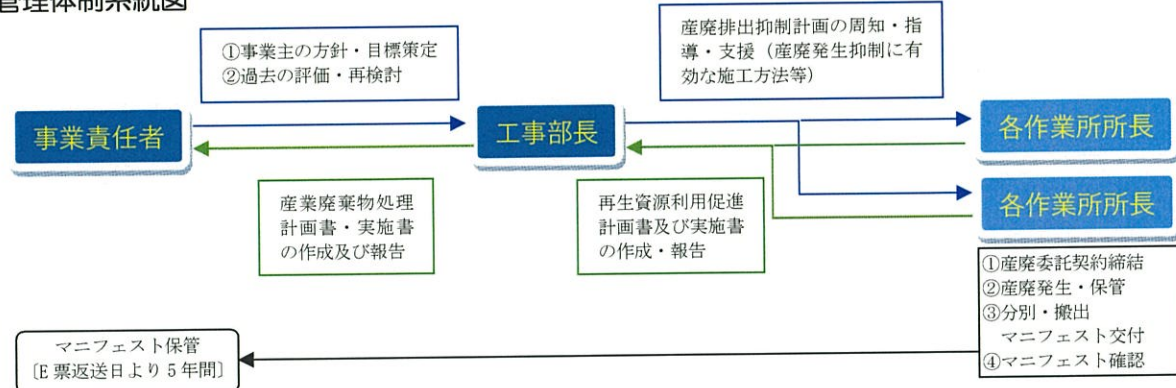 管理体制系統図
①事業主の方針・目標策定
②過去の評価・再検討
産廃排出抑制計画の周知・指
導・支援（産廃発生抑制に有
効な施工方法等）
事業責任者
工事部長
各作業所所長
各作業所所長
産業廃棄物処理
計画書・実施書
の作成及び報告
再生資源利用促進
計画書及び実施書
の作成・報告
①産廃委託契約締結
②産廃発生・保管
③分別・搬出
マニフェスト交付
④マニフェスト確認
マニフェスト保管
〔E 票返送日より 5 年間〕